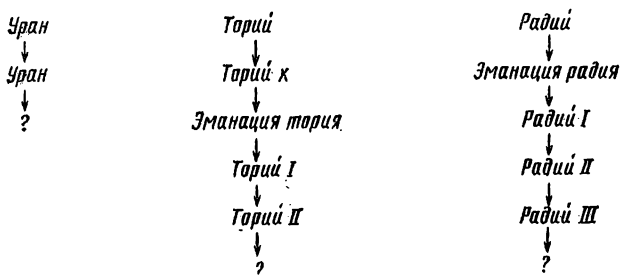 Уран Торий Радий
Уран Торий х Эманация радия
? Эманация тория Радий I
Торий I Радий II
Торий II Радий III
? ?